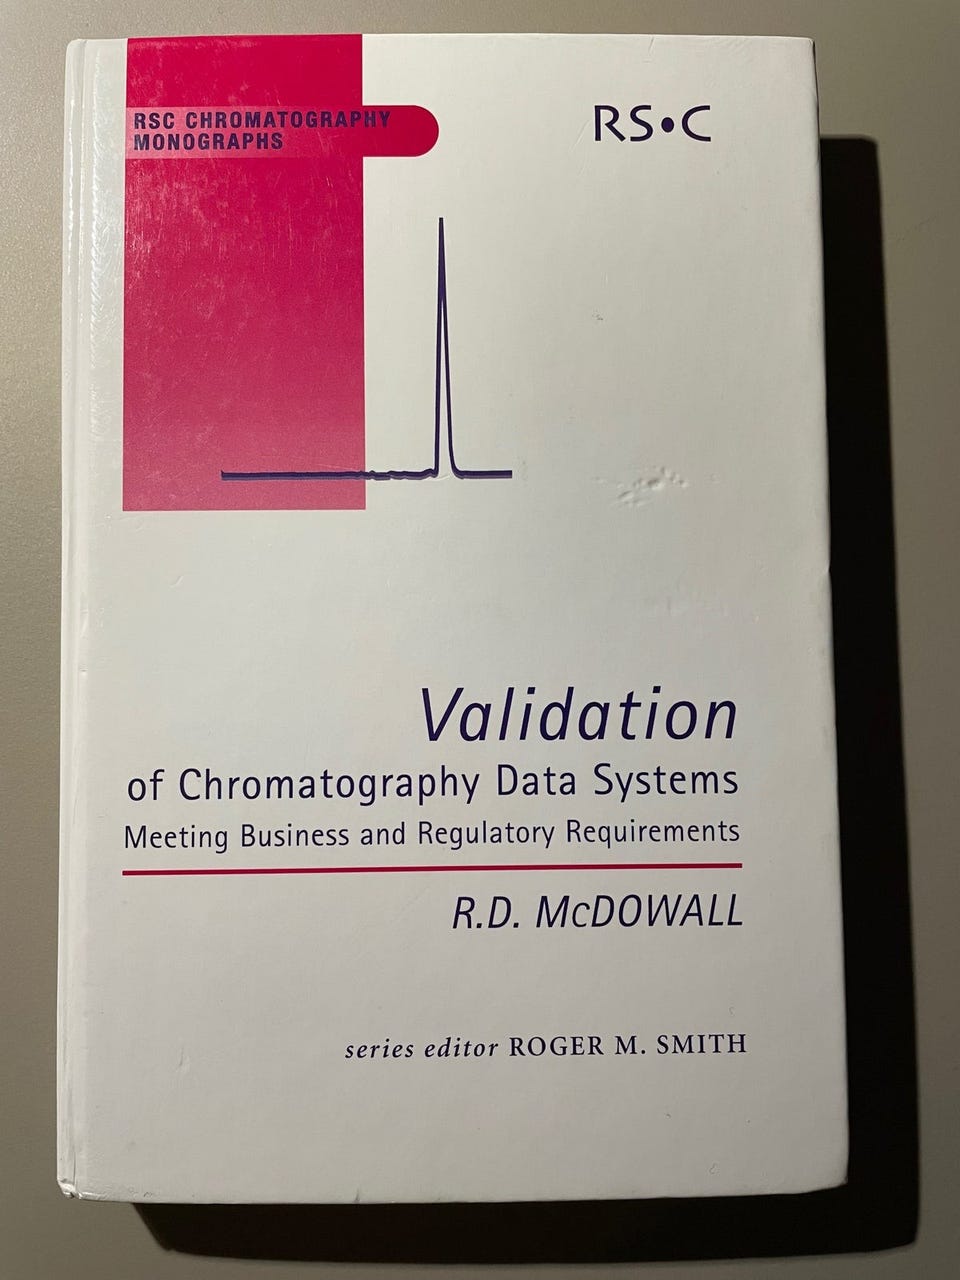 RSC CHROMATOGRAPHY
MONOGRAPHS
RS•C
Validation
of Chromatography Data Systems
Meeting Business and Regulatory Requirements
R.D. McDOWALL
series editor ROGER M. SMITH